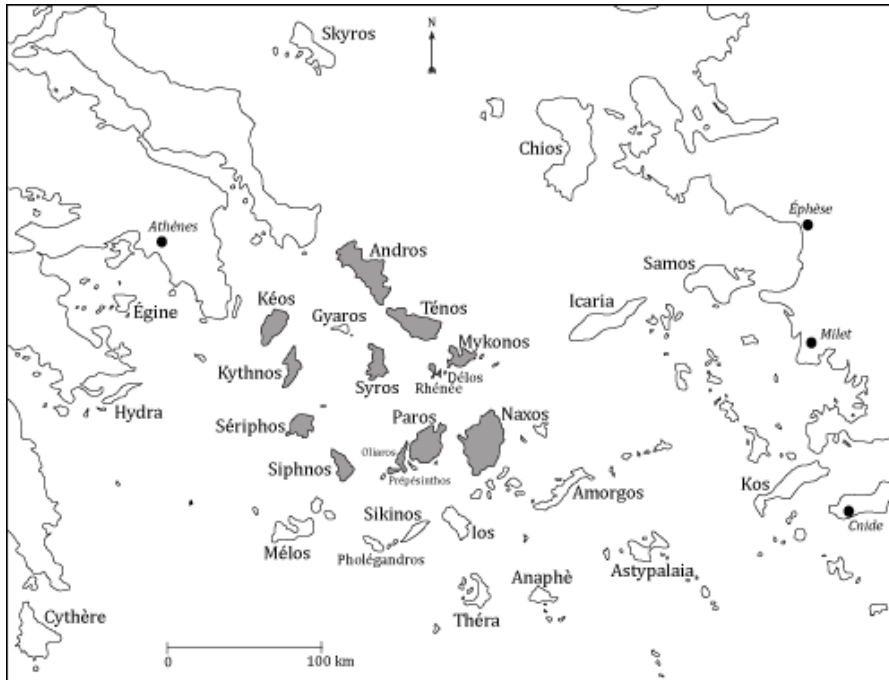 Skyros
N
Chios
Athènes
Éphèse
Andros
Samos
Kéos
Gyaros
Ténos
Icaria
Égine
Mykonos
Milet
Kythnos
Syros
Rhénée
Délos
Hydra
Sériphos
Paros
Naxos
Oliaros
Siphnos
Prépésinthos
Amorgos
Kos
Sikinos
Cnide
Mélos
Ios
Pholégandros
Astypalaia
Anaphè
Cythère
Théra
0
100 km